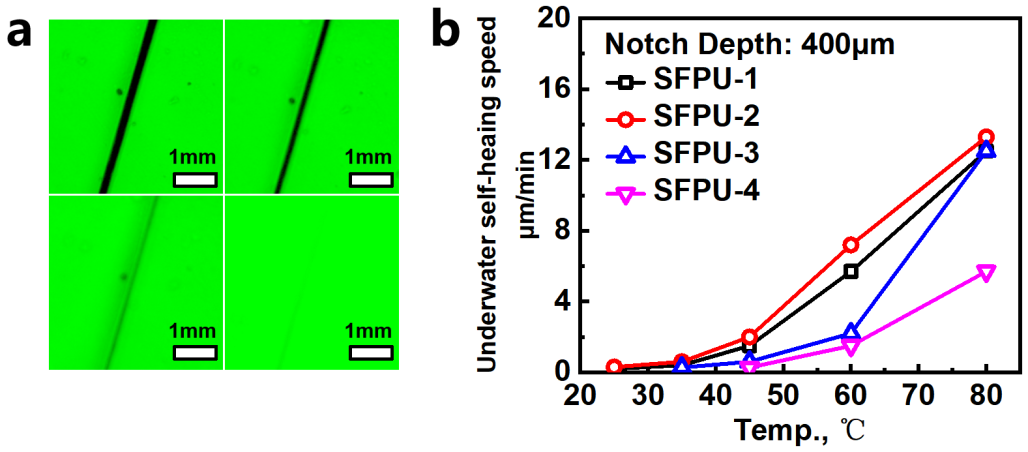 a
1mm
1mm
1mm
1mm
b
Underwater self-heaing speed
µm/min
20
16
12
8
4
0
Notch Depth: 400µm
SFPU-1
SFPU-2
SFPU-3
SFPU-4
20 30 40 50 60 70 80
Temp., ℃